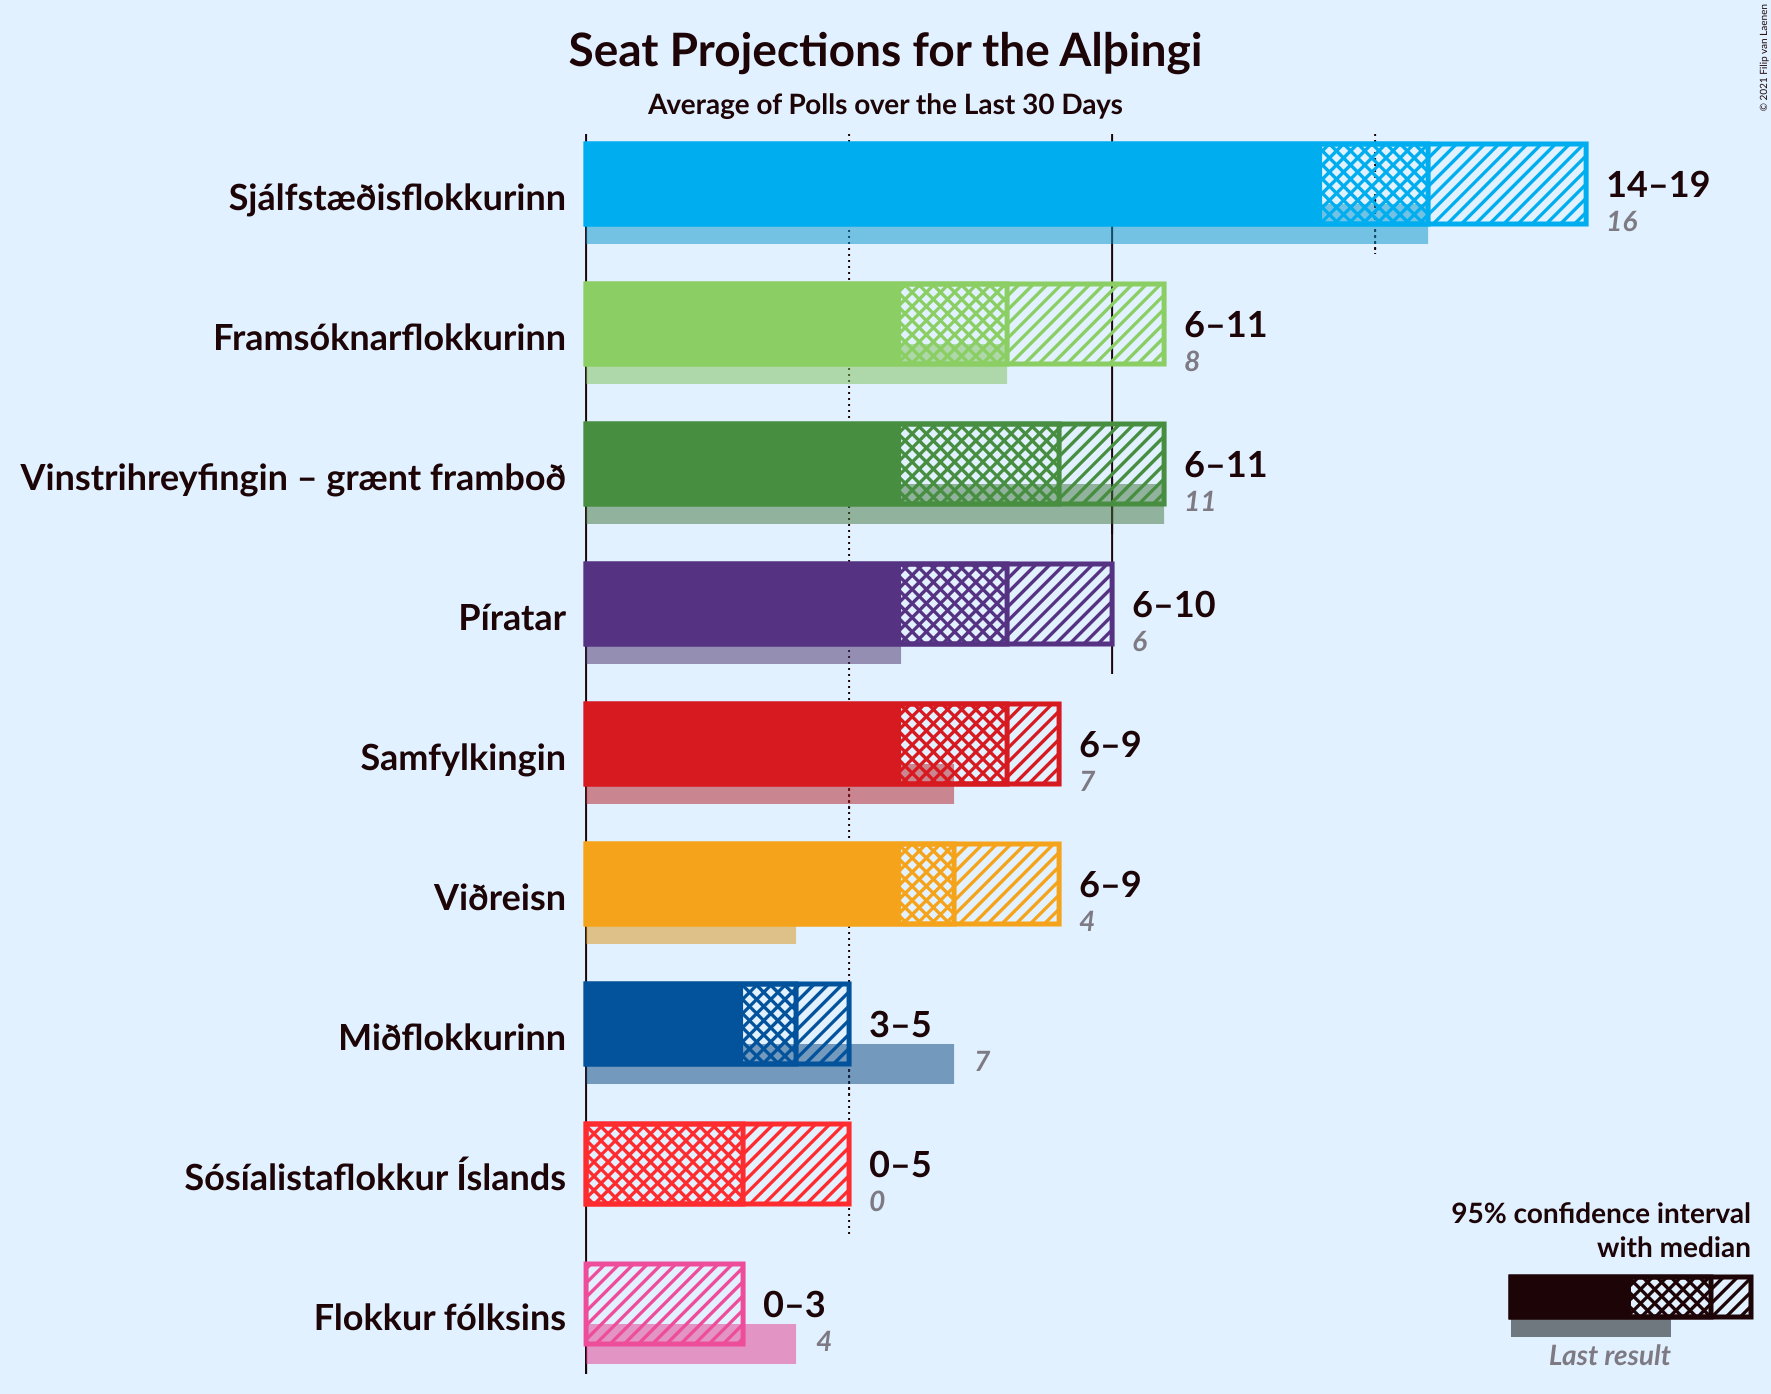 Seat Projections for the Alþingi
Average of Polls over the Last 30 Days
© 2021 Filip van Laenen
Sjálfstæðisflokkurinn
14–19
16
Framsóknarflokkurinn
6–11
8
Vinstrihreyfingin – grænt framboð
6–11
11
Píratar
6–10
6
Samfylkingin
6–9
7
Viðreisn
6–9
4
Miðflokkurinn
3–5
7
Sósíalistaflokkur Íslands
0–5
0
Flokkur fólksins
0–3
4
95% confidence interval
with median
Last result